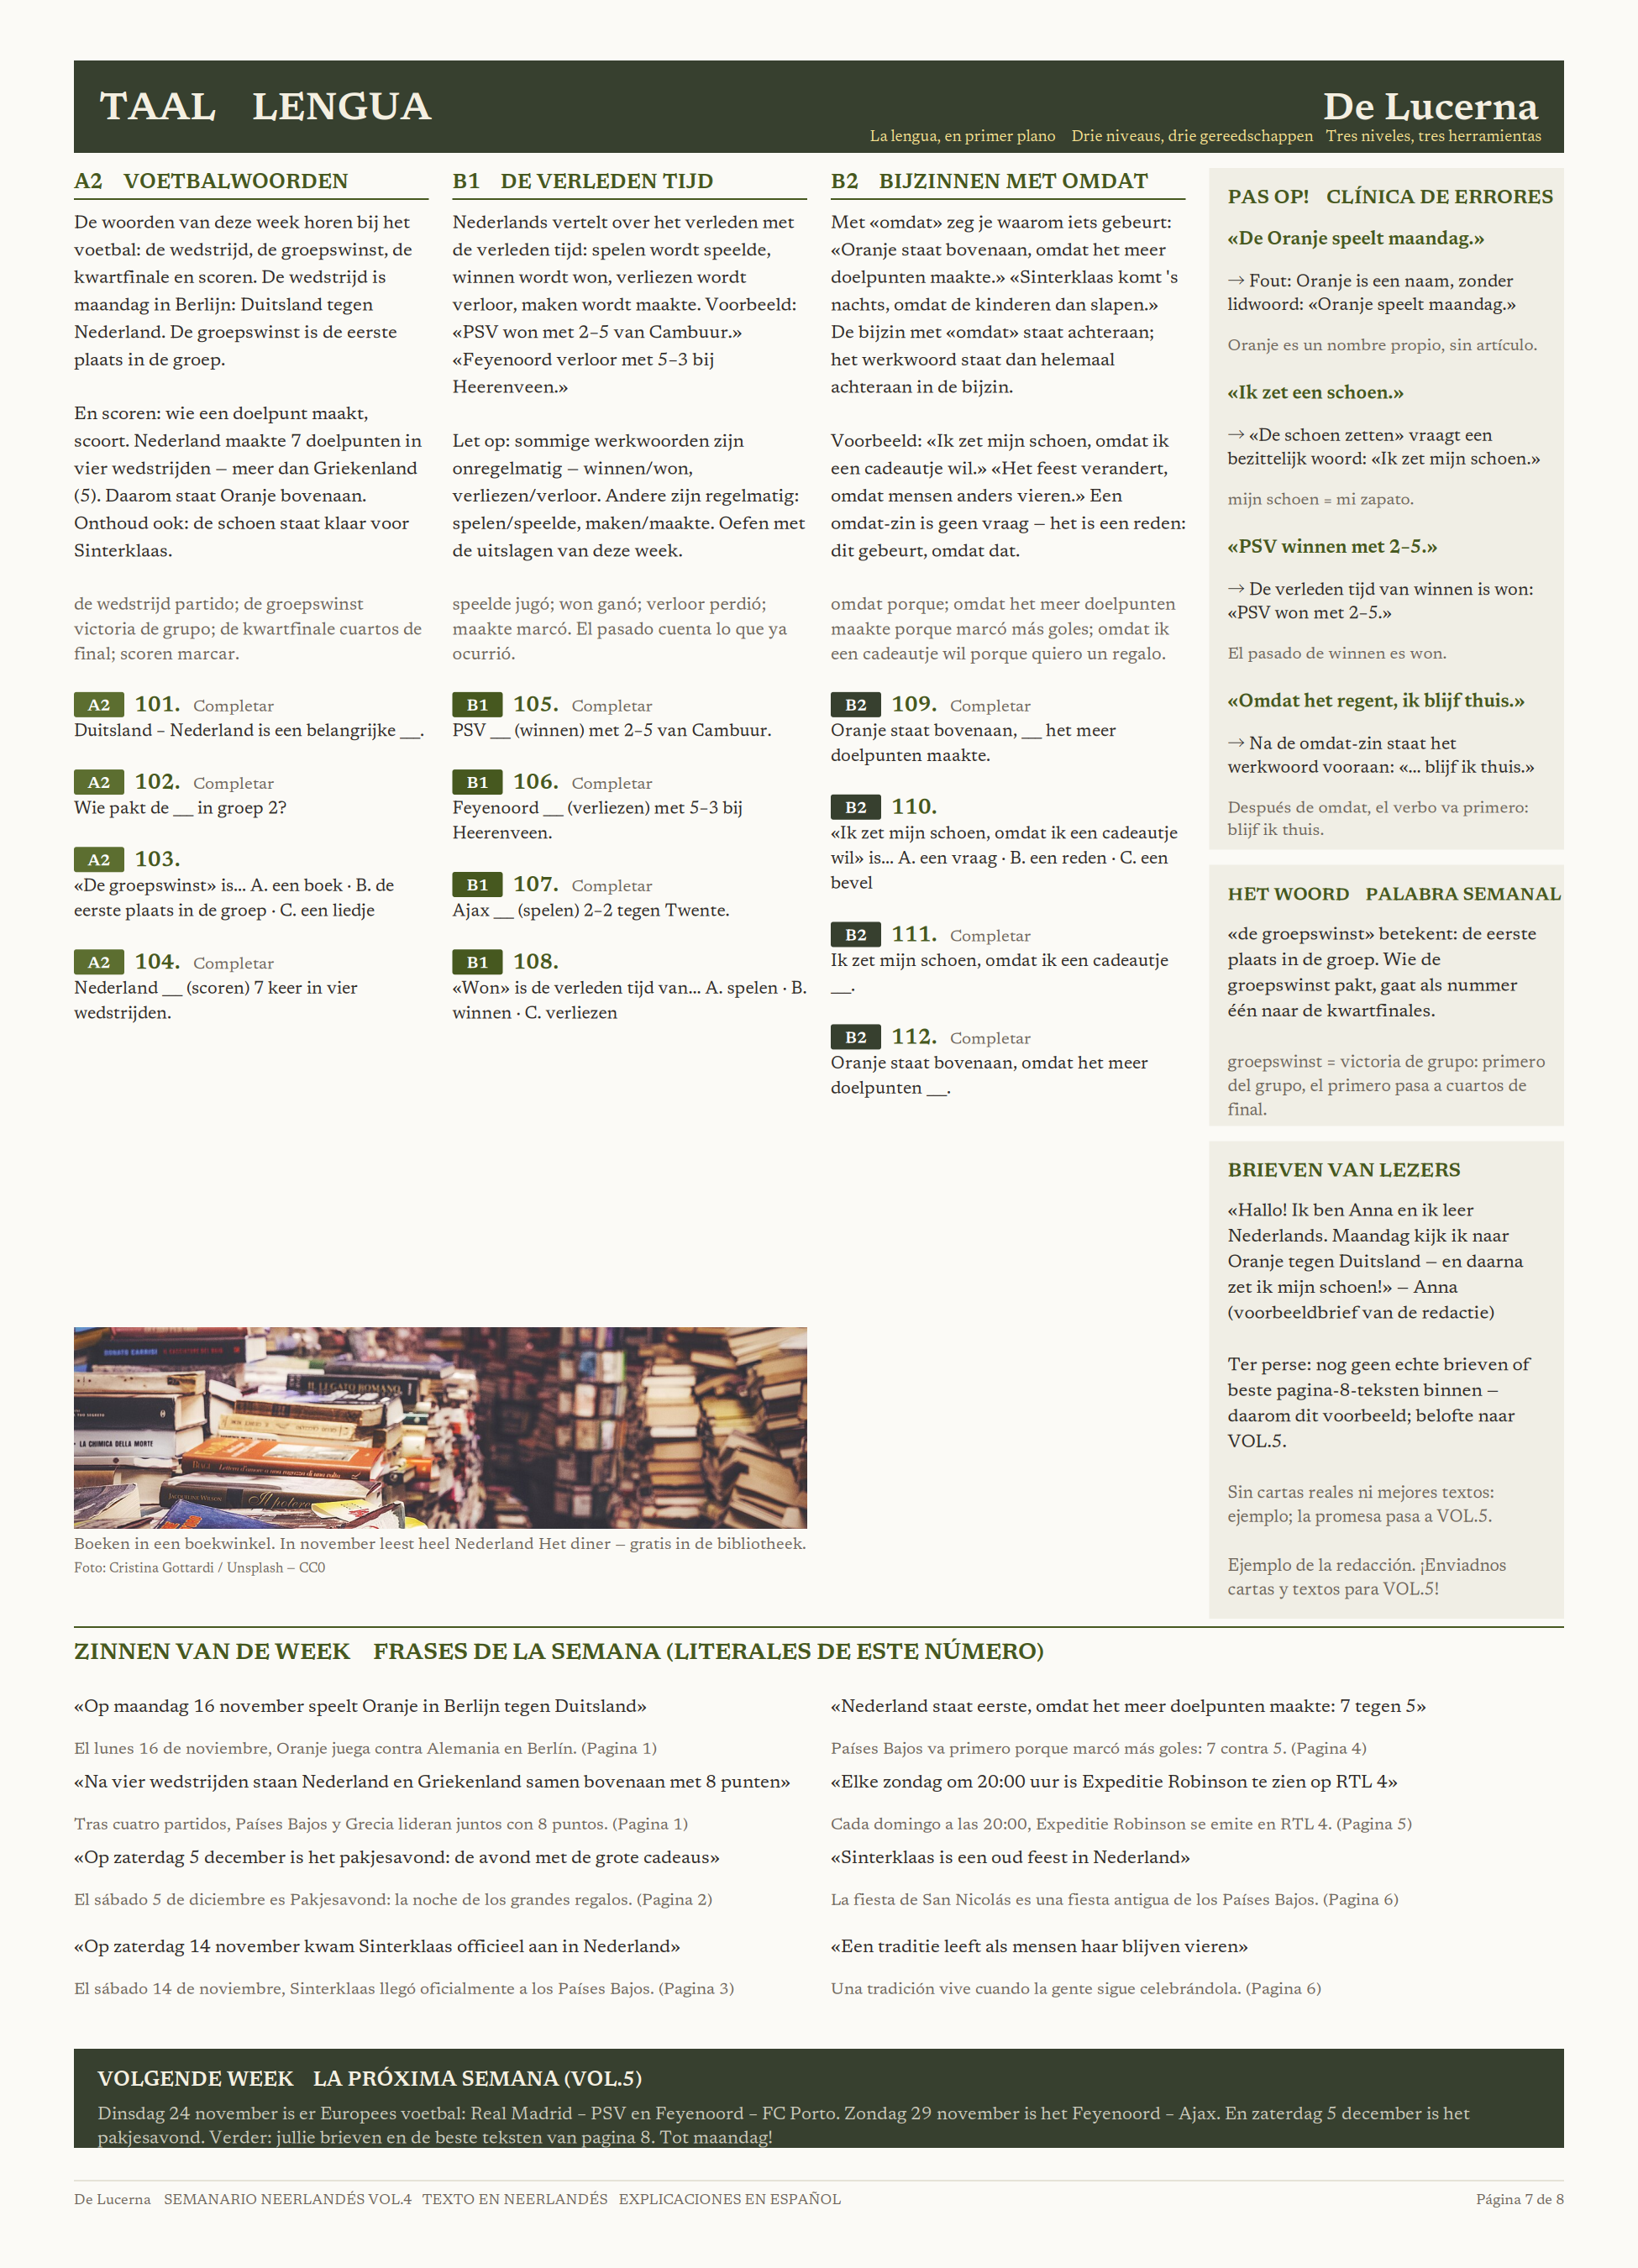 TAAL LENGUA
De Lucerna
La lengua, en primer plano Drie niveaus, drie gereedschappen Tres niveles, tres herramientas
A2 VOETBALWOORDEN
De woorden van deze week horen bij het
voetbal: de wedstrijd, de groepswinst, de
kwartfinale en scoren. De wedstrijd is
maandag in Berlijn: Duitsland tegen
Nederland. De groepswinst is de eerste
plaats in de groep.
En scoren: wie een doelpunt maakt,
scoort. Nederland maakte 7 doelpunten in
vier wedstrijden – meer dan Griekenland
(5). Daarom staat Oranje bovenaan.
Onthoud ook: de schoen staat klaar voor
Sinterklaas.
de wedstrijd partido; de groepswinst
victoria de grupo; de kwartfinale cuartos de
final; scoren marcar.
A2 101. Completar
Duitsland – Nederland is een belangrijke __.
A2 102. Completar
Wie pakt de __ in groep 2?
A2 103.
«De groepswinst» is... A. een boek · B. de
eerste plaats in de groep · C. een liedje
A2 104. Completar
Nederland __ (scoren) 7 keer in vier
wedstrijden.
B1 DE VERLEDEN TIJD
Nederlands vertelt over het verleden met
de verleden tijd: spelen wordt speelde,
winnen wordt won, verliezen wordt
verloor, maken wordt maakte. Voorbeeld:
«PSV won met 2–5 van Cambuur.»
«Feyenoord verloor met 5–3 bij
Heerenveen.»
Let op: sommige werkwoorden zijn
onregelmatig – winnen/won,
verliezen/verloor. Andere zijn regelmatig:
spelen/speelde, maken/maakte. Oefen met
de uitslagen van deze week.
speelde jugó; won ganó; verloor perdió;
maakte marcó. El pasado cuenta lo que ya
ocurrió.
B1 105. Completar
PSV __ (winnen) met 2–5 van Cambuur.
B1 106. Completar
Feyenoord __ (verliezen) met 5–3 bij
Heerenveen.
B1 107. Completar
Ajax __ (spelen) 2–2 tegen Twente.
B1 108.
«Won» is de verleden tijd van... A. spelen · B.
winnen · C. verliezen
B2 BIJZINNEN MET OMDAT
Met «omdat» zeg je waarom iets gebeurt:
«Oranje staat bovenaan, omdat het meer
doelpunten maakte.» «Sinterklaas komt 's
nachts, omdat de kinderen dan slapen.»
De bijzin met «omdat» staat achteraan;
het werkwoord staat dan helemaal
achteraan in de bijzin.
Voorbeeld: «Ik zet mijn schoen, omdat ik
een cadeautje wil.» «Het feest verandert,
omdat mensen anders vieren.» Een
omdat-zin is geen vraag – het is een reden:
dit gebeurt, omdat dat.
omdat porque; omdat het meer doelpunten
maakte porque marcó más goles; omdat ik
een cadeautje wil porque quiero un regalo.
B2 109. Completar
Oranje staat bovenaan, __ het meer
doelpunten maakte.
B2 110.
«Ik zet mijn schoen, omdat ik een cadeautje
wil» is... A. een vraag · B. een reden · C. een
bevel
B2 111. Completar
Ik zet mijn schoen, omdat ik een cadeautje
__.
B2 112. Completar
Oranje staat bovenaan, omdat het meer
doelpunten __.
PAS OP! CLÍNICA DE ERRORES
«De Oranje speelt maandag.»
→ Fout: Oranje is een naam, zonder
lidwoord: «Oranje speelt maandag.»
Oranje es un nombre propio, sin artículo.
«Ik zet een schoen.»
→ «De schoen zetten» vraagt een
bezittelijk woord: «Ik zet mijn schoen.»
mijn schoen = mi zapato.
«PSV winnen met 2–5.»
→ De verleden tijd van winnen is won:
«PSV won met 2–5.»
El pasado de winnen es won.
«Omdat het regent, ik blijf thuis.»
→ Na de omdat-zin staat het
werkwoord vooraan: «... blijf ik thuis.»
Después de omdat, el verbo va primero:
blijf ik thuis.
HET WOORD PALABRA SEMANAL
«de groepswinst» betekent: de eerste
plaats in de groep. Wie de
groepswinst pakt, gaat als nummer
één naar de kwartfinales.
groepswinst = victoria de grupo: primero
del grupo, el primero pasa a cuartos de
final.
BRIEVEN VAN LEZERS
«Hallo! Ik ben Anna en ik leer
Nederlands. Maandag kijk ik naar
Oranje tegen Duitsland – en daarna
zet ik mijn schoen!» – Anna
(voorbeeldbrief van de redactie)
Ter perse: nog geen echte brieven of
beste pagina-8-teksten binnen –
daarom dit voorbeeld; belofte naar
VOL.5.
Sin cartas reales ni mejores textos:
ejemplo; la promesa pasa a VOL.5.
Ejemplo de la redacción. ¡Enviadnos
cartas y textos para VOL.5!
DONATO CARRISI
IL LEGATO ROMANO
LA CHIMICA DELLA MORTE
JACQUELINE WILSON Il potere
Boeken in een boekwinkel. In november leest heel Nederland Het diner – gratis in de bibliotheek.
Foto: Cristina Gottardi / Unsplash – CC0
ZINNEN VAN DE WEEK FRASES DE LA SEMANA (LITERALES DE ESTE NÚMERO)
«Op maandag 16 november speelt Oranje in Berlijn tegen Duitsland»
El lunes 16 de noviembre, Oranje juega contra Alemania en Berlín. (Pagina 1)
«Na vier wedstrijden staan Nederland en Griekenland samen bovenaan met 8 punten»
Tras cuatro partidos, Países Bajos y Grecia lideran juntos con 8 puntos. (Pagina 1)
«Op zaterdag 5 december is het pakjesavond: de avond met de grote cadeaus»
El sábado 5 de diciembre es Pakjesavond: la noche de los grandes regalos. (Pagina 2)
«Op zaterdag 14 november kwam Sinterklaas officieel aan in Nederland»
El sábado 14 de noviembre, Sinterklaas llegó oficialmente a los Países Bajos. (Pagina 3)
«Nederland staat eerste, omdat het meer doelpunten maakte: 7 tegen 5»
Países Bajos va primero porque marcó más goles: 7 contra 5. (Pagina 4)
«Elke zondag om 20:00 uur is Expeditie Robinson te zien op RTL 4»
Cada domingo a las 20:00, Expeditie Robinson se emite en RTL 4. (Pagina 5)
«Sinterklaas is een oud feest in Nederland»
La fiesta de San Nicolás es una fiesta antigua de los Países Bajos. (Pagina 6)
«Een traditie leeft als mensen haar blijven vieren»
Una tradición vive cuando la gente sigue celebrándola. (Pagina 6)
VOLGENDE WEEK LA PRÓXIMA SEMANA (VOL.5)
Dinsdag 24 november is er Europees voetbal: Real Madrid – PSV en Feyenoord – FC Porto. Zondag 29 november is het Feyenoord – Ajax. En zaterdag 5 december is het
pakjesavond. Verder: jullie brieven en de beste teksten van pagina 8. Tot maandag!
De Lucerna SEMANARIO NEERLANDÉS VOL.4 TEXTO EN NEERLANDÉS EXPLICACIONES EN ESPAÑOL
Página 7 de 8